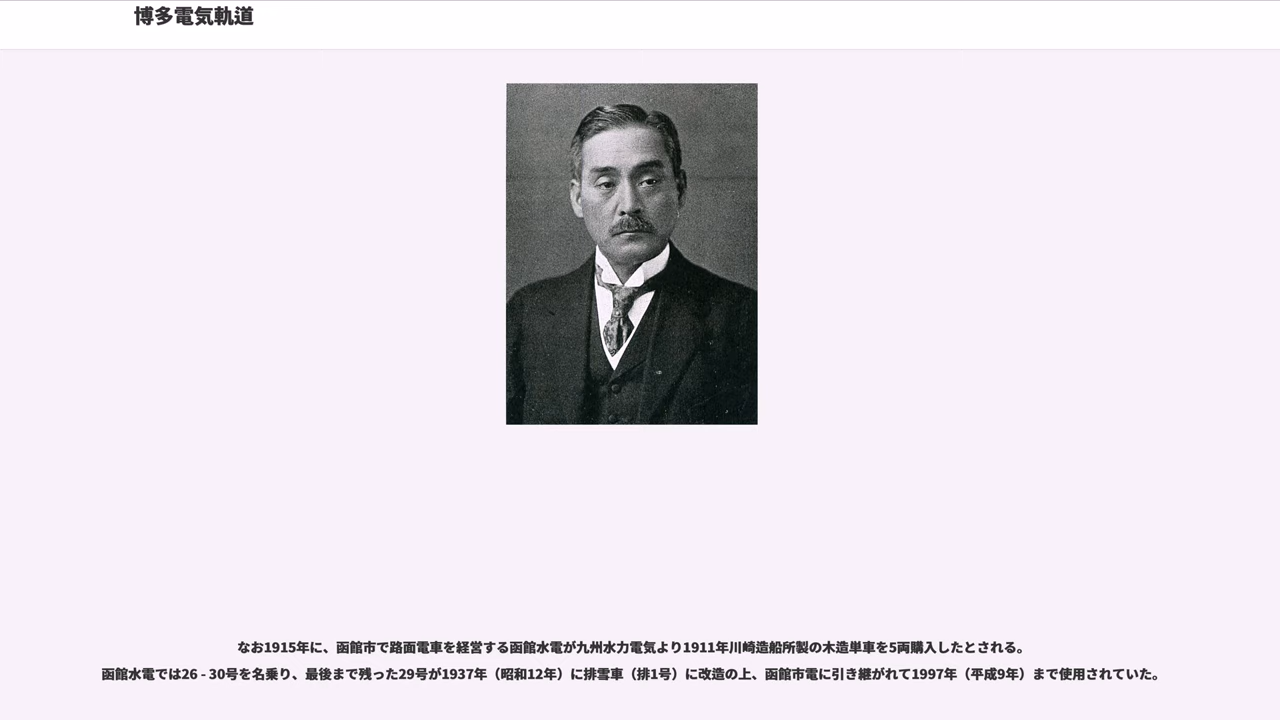 博多電気軌道
なお1915年に、函館市で路面電車を経営する函館水電が九州水力電気より1911年川崎造船所製の木造単車を5両購入したとされる。
函館水電では26 - 30号を名乗り、最後まで残った29号が1937年（昭和12年）に排雪車（排1号）に改造の上、函館市電に引き継がれて1997年（平成9年）まで使用されていた。